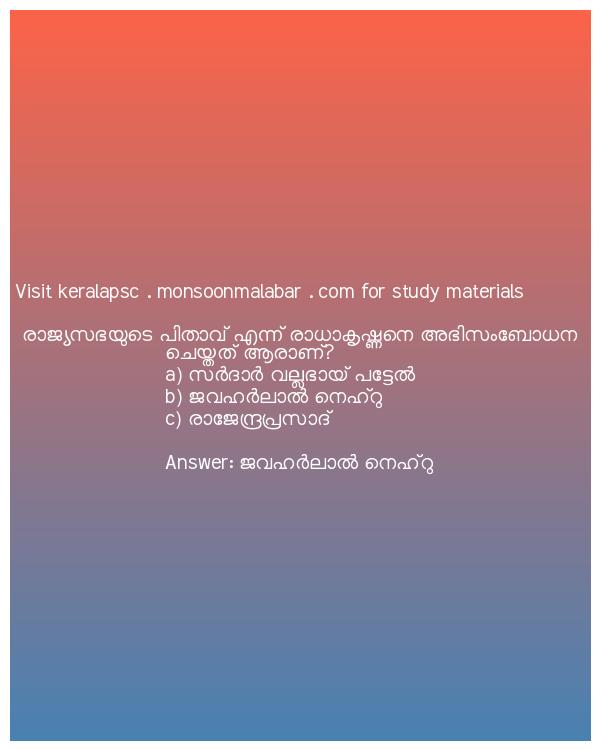 Visit keralapsc . monsoonmalabar . com for study materials
രാജ്യസഭയുടെ പിതാവ് എന്ന് രാധാകൃഷ്ണനെ അഭിസംബോധന
ചെയ്തത് ആരാണ്?
a) സർദാർ വല്ലഭായ് പട്ടേൽ
b) ജവഹർലാൽ നെഹ്റു
c) രാജേന്ദ്രപ്രസാദ്
Answer: ജവഹർലാൽ നെഹ്റു